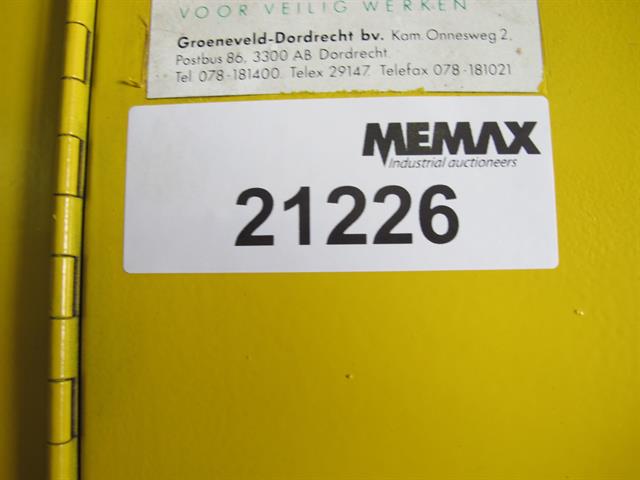 VOOR VEILIG WERKEN
Groeneveld-Dordrecht bv. Kam. Onnesweg 2,
Postbus 86, 3300 AB Dordrecht.
Tel. 078-181400. Telex 29147. Telefax 078-181021
MEMAX
Industrial auctioneers
21226